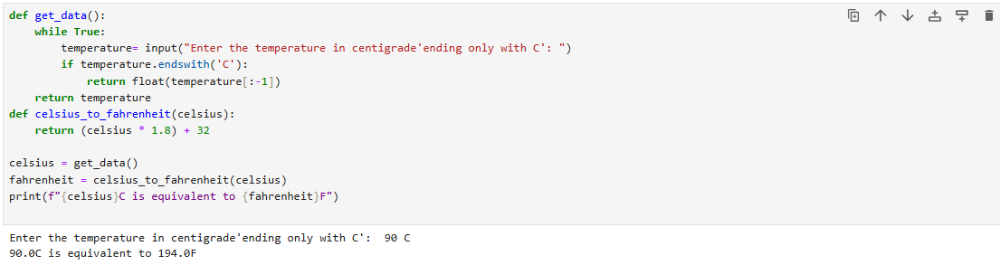 def get_data():
    while True:
        temperature= input("Enter the temperature in centigrade'ending only with C': ")
        if temperature.endswith('C'):
            return float(temperature[:-1])
    return temperature
def celsius_to_fahrenheit(celsius):
    return (celsius * 1.8) + 32

celsius = get_data()
fahrenheit = celsius_to_fahrenheit(celsius)
print(f"{celsius}C is equivalent to {fahrenheit}F")

Enter the temperature in centigrade'ending only with C':  90 C
90.0C is equivalent to 194.0F